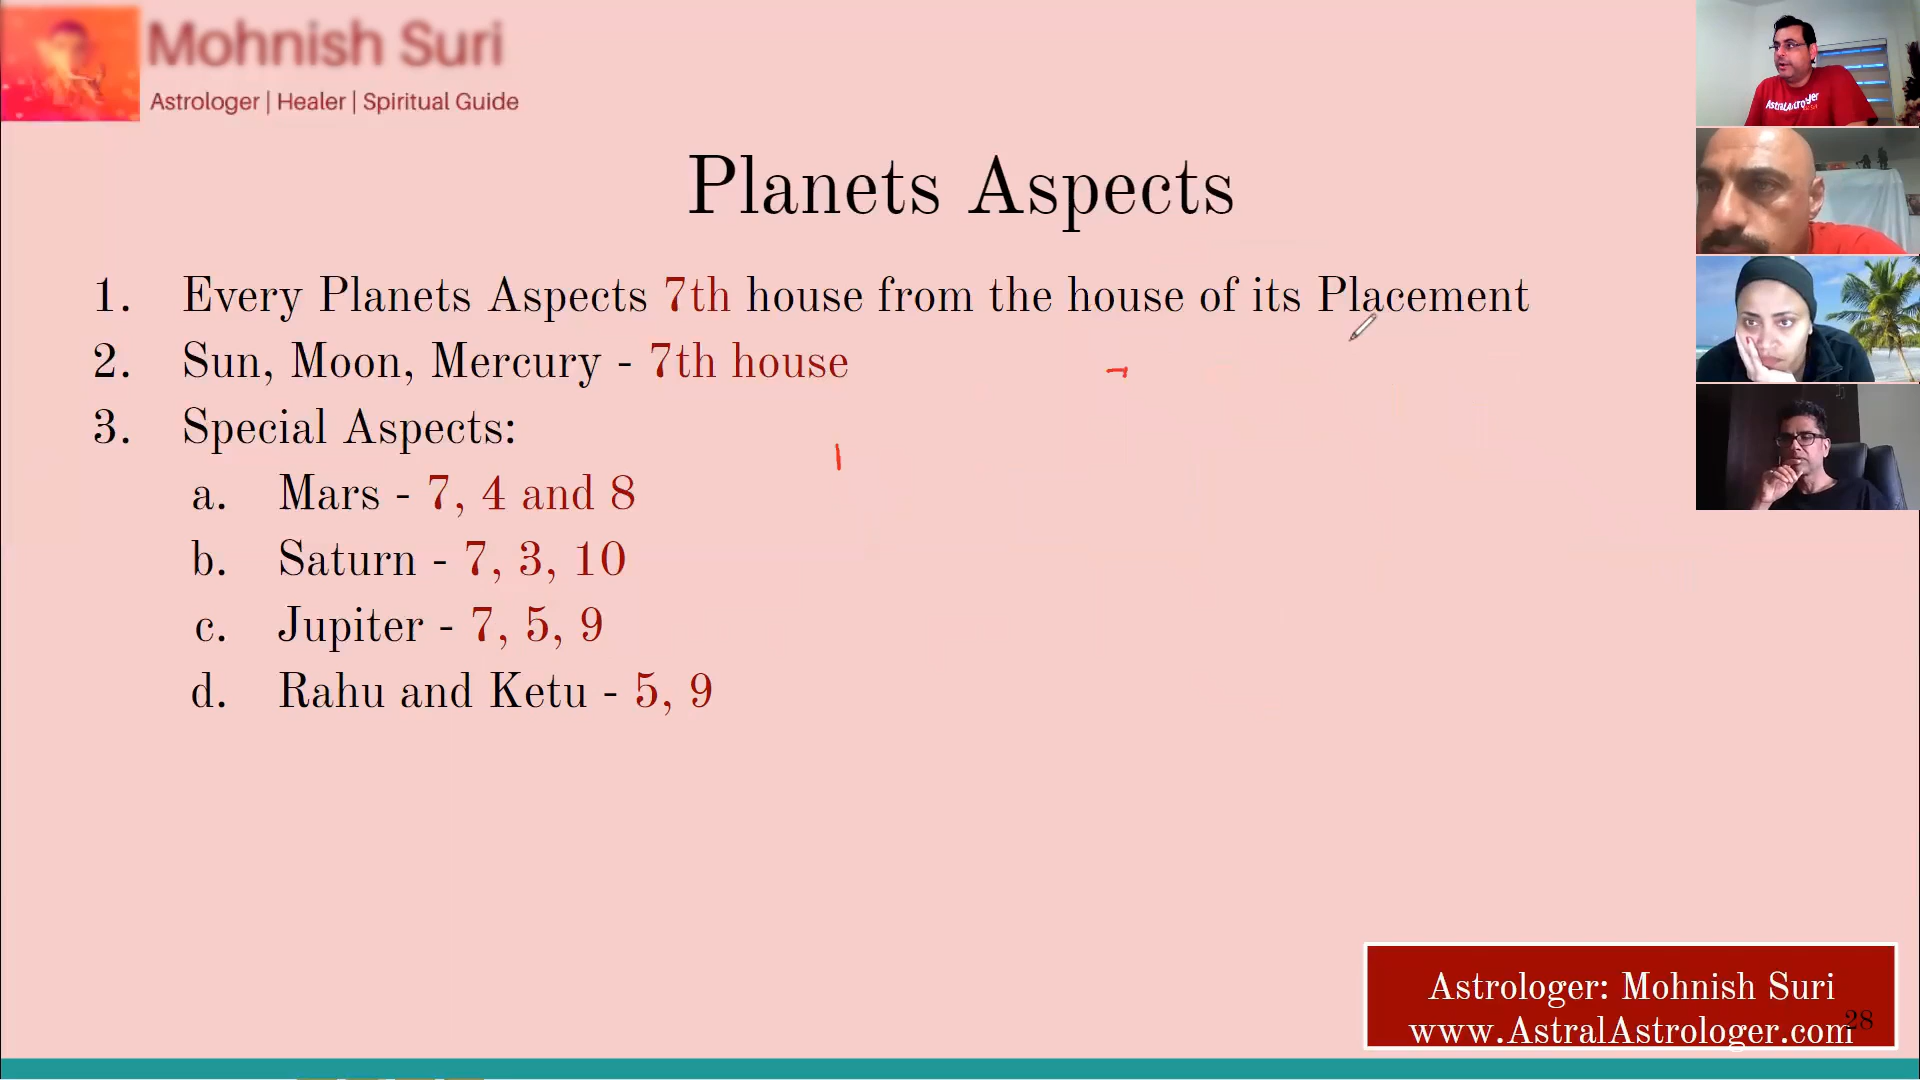 Mohnish Suri
Astrologer | Healer | Spiritual Guide
Planets Aspects
1. Every Planets Aspects 7th house from the house of its Placement
2. Sun, Moon, Mercury - 7th house
3. Special Aspects:
a. Mars - 7, 4 and 8
b. Saturn - 7, 3, 10
c. Jupiter - 7, 5, 9
d. Rahu and Ketu - 5, 9
Astrologer: Mohnish Suri
www.AstralAstrologer.com
28
AstralAstrologer